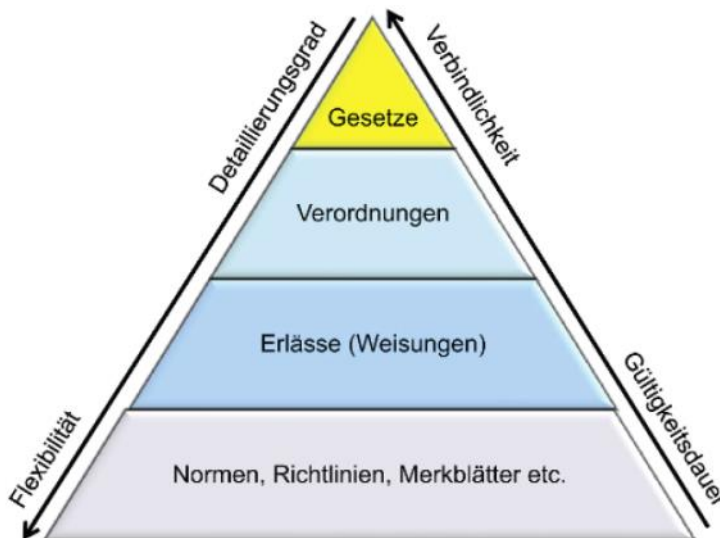 Detaillierungsgrad
Verbindlichkeit
Gesetze
Verordnungen
Erlässe (Weisungen)
Flexibilität
Gültigkeitsdauer
Normen, Richtlinien, Merkblätter etc.